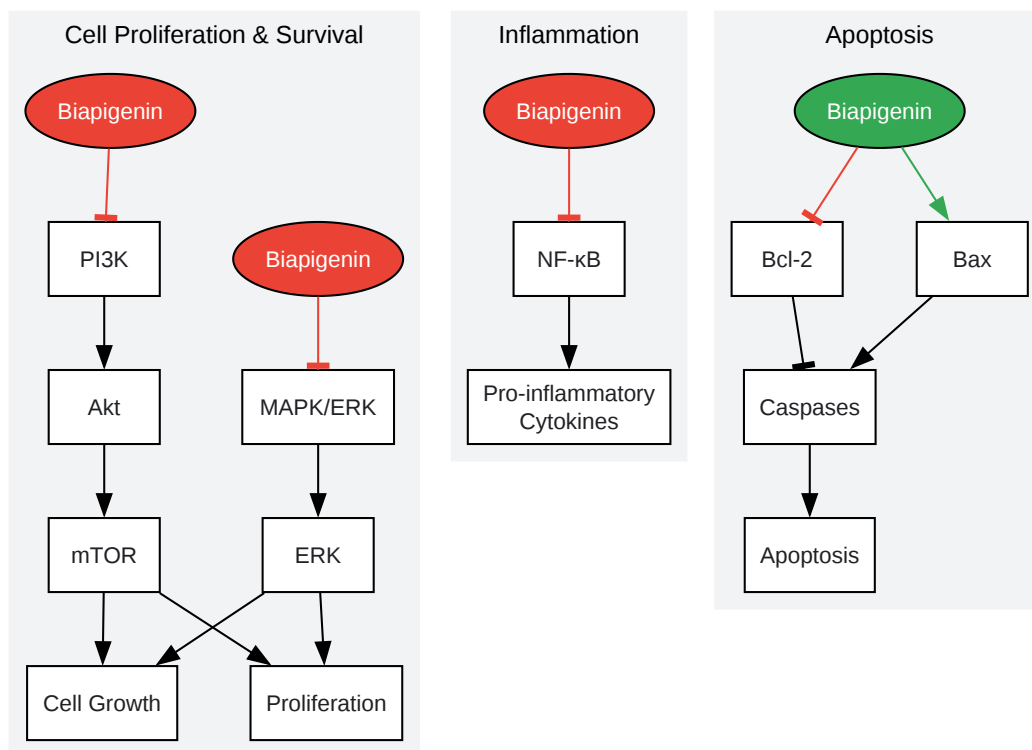 Cell Proliferation & Survival
Biapigenin
PI3K
Biapigenin
Akt
MAPK/ERK
mTOR
ERK
Cell Growth
Proliferation
Inflammation
Biapigenin
NF-κB
Pro-inflammatory
Cytokines
Apoptosis
Biapigenin
Bcl-2
Bax
Caspases
Apoptosis